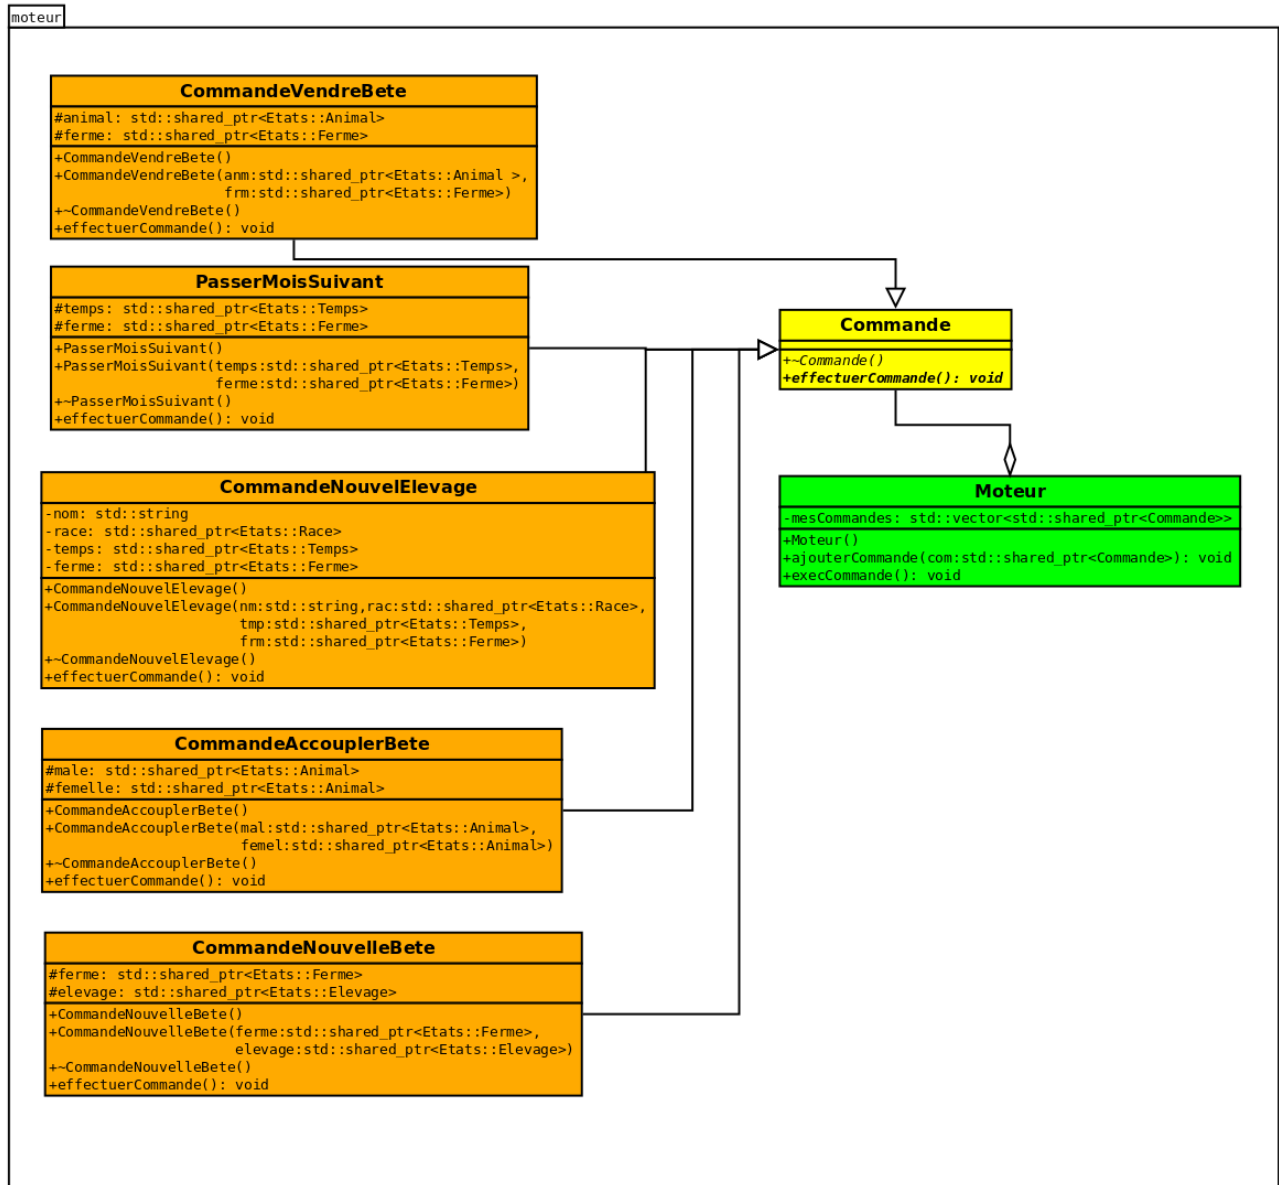 moteur
CommandeVendreBete
#animal: std::shared_ptr<Etats::Animal>
#ferme: std::shared_ptr<Etats::Ferme>
+CommandeVendreBete()
+CommandeVendreBete(anm:std::shared_ptr<Etats::Animal >,
frm:std::shared_ptr<Etats::Ferme>)
+~CommandeVendreBete()
+effectuerCommande(): void
PasserMoisSuivant
#temps: std::shared_ptr<Etats::Temps>
#ferme: std::shared_ptr<Etats::Ferme>
+PasserMoisSuivant()
+PasserMoisSuivant(temps:std::shared_ptr<Etats::Temps>,
ferme:std::shared_ptr<Etats::Ferme>)
+~PasserMoisSuivant()
+effectuerCommande(): void
Commande
+~Commande()
+effectuerCommande(): void
CommandeNouvelElevage
-nom: std::string
-race: std::shared_ptr<Etats::Race>
-temps: std::shared_ptr<Etats::Temps>
-ferme: std::shared_ptr<Etats::Ferme>
+CommandeNouvelElevage()
+CommandeNouvelElevage(nm:std::string,rac:std::shared_ptr<Etats::Race>,
tmp:std::shared_ptr<Etats::Temps>,
frm:std::shared_ptr<Etats::Ferme>)
+~CommandeNouvelElevage()
+effectuerCommande(): void
Moteur
-mesCommandes: std::vector<std::shared_ptr<Commande>>
+Moteur()
+ajouterCommande(com:std::shared_ptr<Commande>): void
+execCommande(): void
CommandeAccouplerBete
#male: std::shared_ptr<Etats::Animal>
#femelle: std::shared_ptr<Etats::Animal>
+CommandeAccouplerBete()
+CommandeAccouplerBete(mal:std::shared_ptr<Etats::Animal>,
femel:std::shared_ptr<Etats::Animal>)
+~CommandeAccouplerBete()
+effectuerCommande(): void
CommandeNouvelleBete
#ferme: std::shared_ptr<Etats::Ferme>
#elevage: std::shared_ptr<Etats::Elevage>
+CommandeNouvelleBete()
+CommandeNouvelleBete(ferme:std::shared_ptr<Etats::Ferme>,
elevage:std::shared_ptr<Etats::Elevage>)
+~CommandeNouvelleBete()
+effectuerCommande(): void